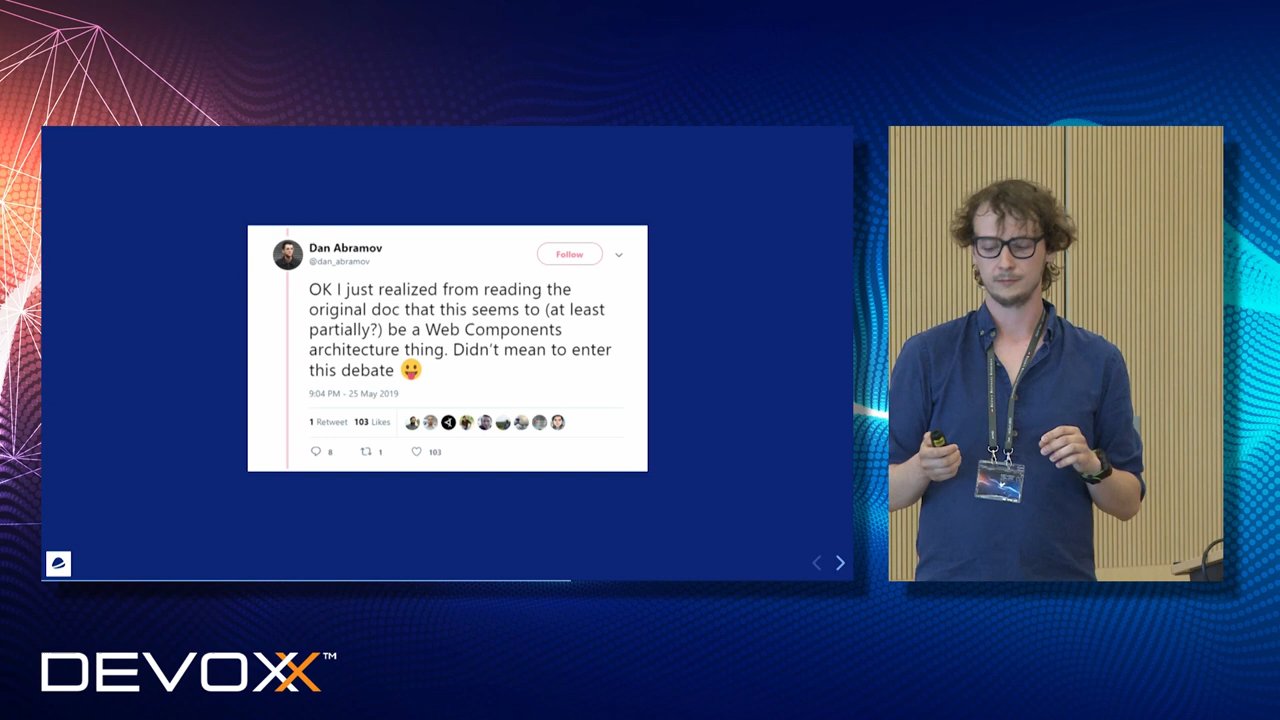 Dan Abramov
@dan_abramov
Follow
OK I just realized from reading the
original doc that this seems to (at least
partially?) be a Web Components
architecture thing. Didn't mean to enter
this debate 😛
9:04 PM - 25 May 2019
1 Retweet 103 Likes
8 1 103
DEVOXX™